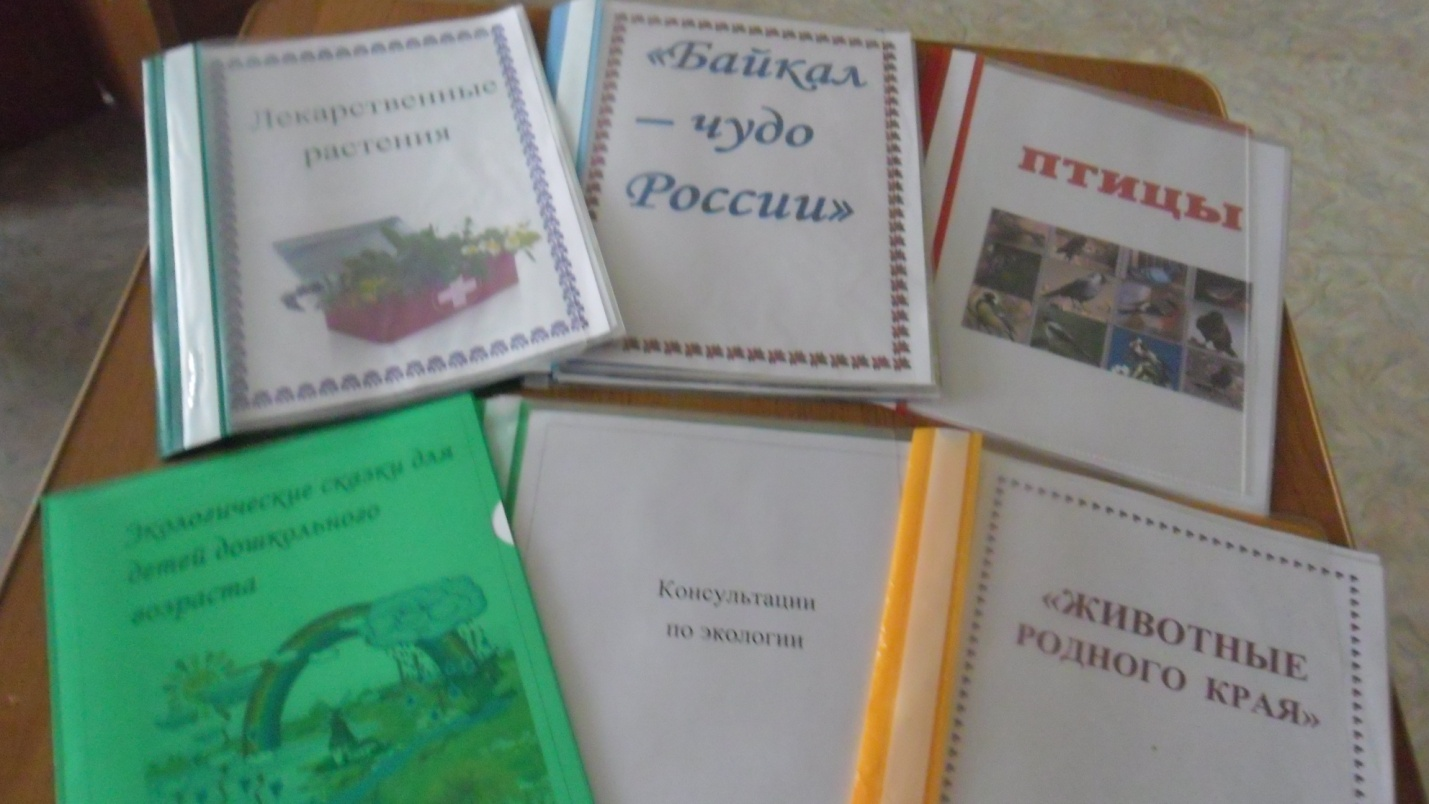 Лекарственные
растения
«Байкал
– чудо
России»
птицы
Экологические сказки для
детей дошкольного
возраста
Консультации
по экологии
«ЖИВОТНЫЕ
РОДНОГО КРАЯ»